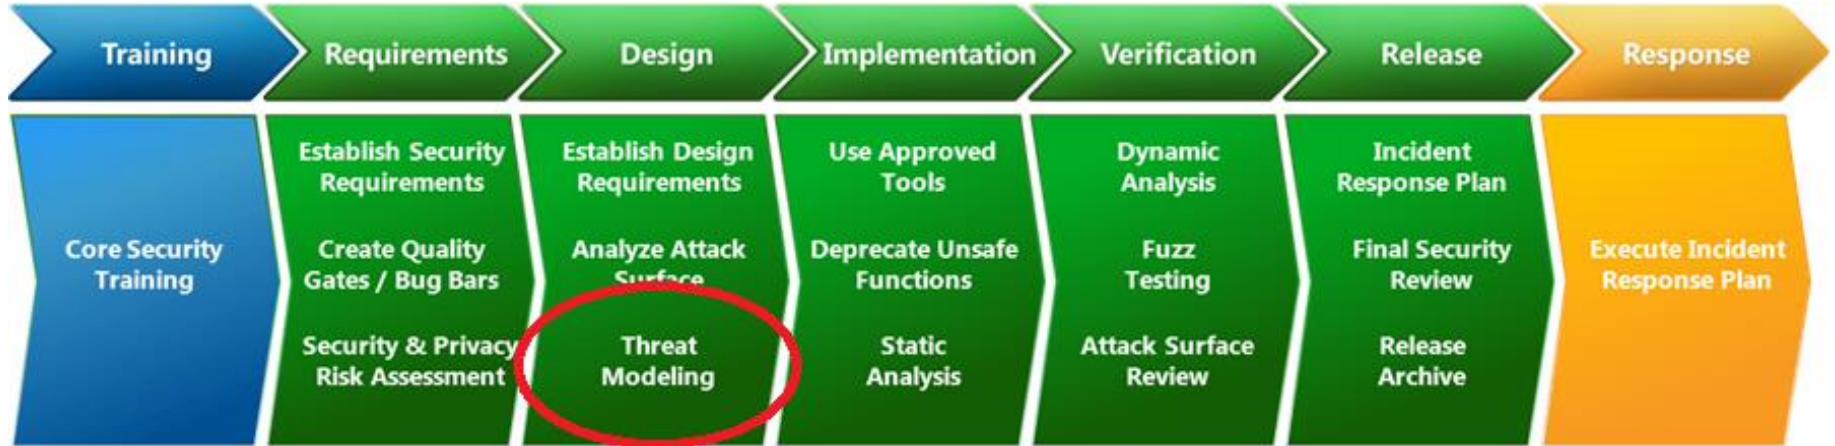 Training
Requirements
Design
Implementation
Verification
Release
Response
Core Security
Training
Establish Security
Requirements
Create Quality
Gates / Bug Bars
Security & Privacy
Risk Assessment
Establish Design
Requirements
Analyze Attack
Surface
Threat
Modeling
Use Approved
Tools
Deprecate Unsafe
Functions
Static
Analysis
Dynamic
Analysis
Fuzz
Testing
Attack Surface
Review
Incident
Response Plan
Final Security
Review
Release
Archive
Execute Incident
Response Plan